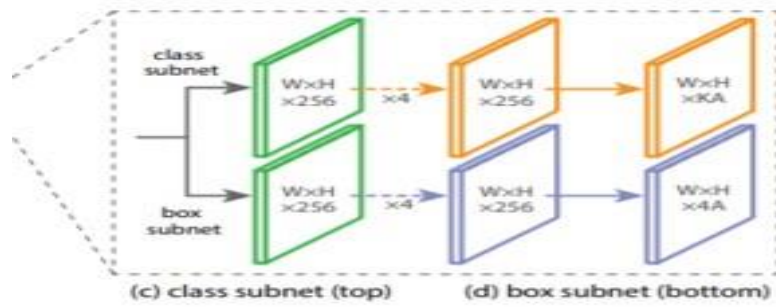 class
subnet
W×H
×256
×4
W×H
×256
W×H
×KA
box
subnet
W×H
×256
×4
W×H
×256
W×H
×4A
(c) class subnet (top)
(d) box subnet (bottom)